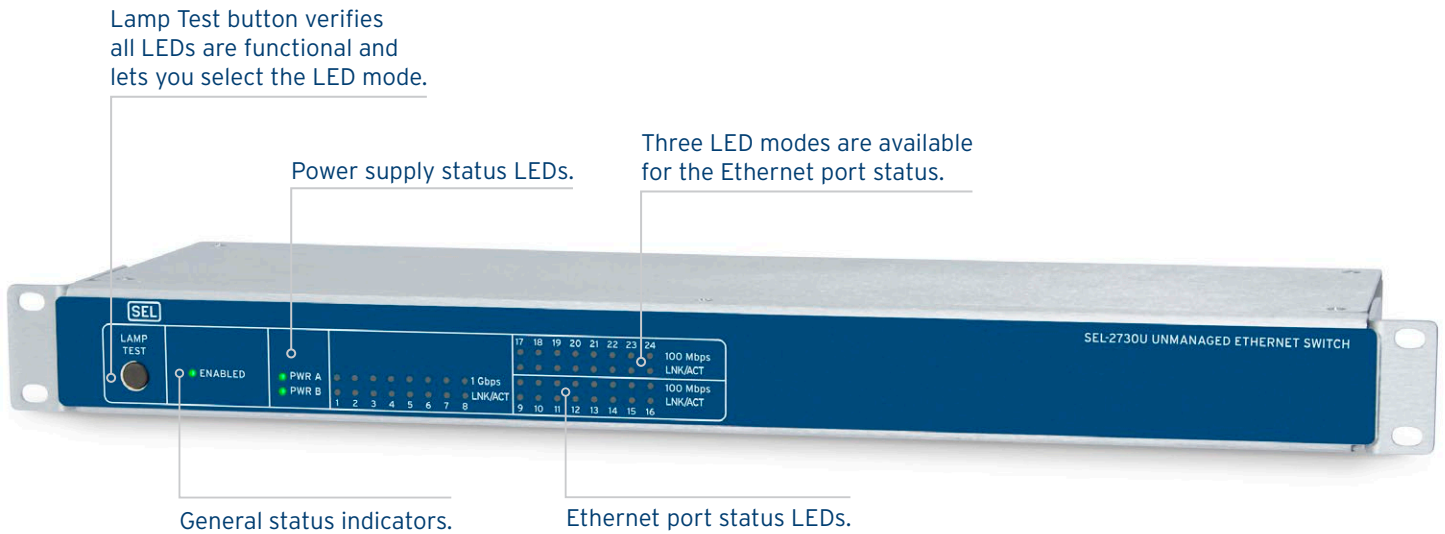 Lamp Test button verifies
all LEDs are functional and
lets you select the LED mode.
Three LED modes are available
for the Ethernet port status.
Power supply status LEDs.
SEL
SEL-2730U UNMANAGED ETHERNET SWITCH
LAMP
TEST
ENABLED
PWR A
PWR B
1 Gbps
LNK/ACT
1 2 3 4 5 6 7 8
17 18 19 20 21 22 23 24
100 Mbps
LNK/ACT
100 Mbps
LNK/ACT
9 10 11 12 13 14 15 16
General status indicators.
Ethernet port status LEDs.